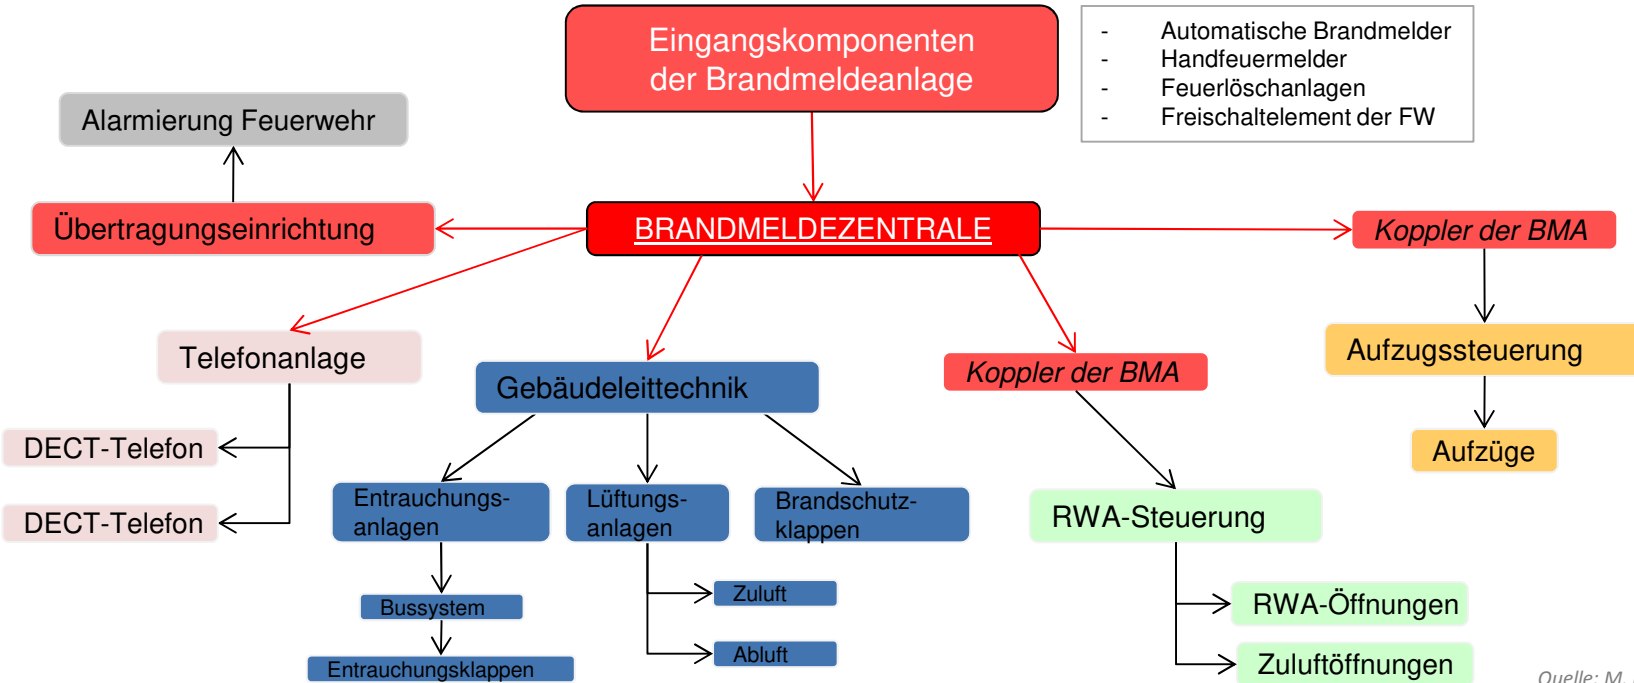 Eingangskomponenten
der Brandmeldeanlage
- Automatische Brandmelder
- Handfeuermelder
- Feuerlöschanlagen
- Freischaltelement der FW
Alarmierung Feuerwehr
Übertragungseinrichtung
BRANDMELDEZENTRALE
Koppler der BMA
Telefonanlage
Gebäudeleittechnik
Koppler der BMA
Aufzugssteuerung
DECT-Telefon
DECT-Telefon
Aufzüge
Entrauchungs-
anlagen
Lüftungs-
anlagen
Brandschutz-
klappen
RWA-Steuerung
Bussystem
Entrauchungsklappen
Zuluft
Abluft
RWA-Öffnungen
Zuluftöffnungen
Quelle: M.